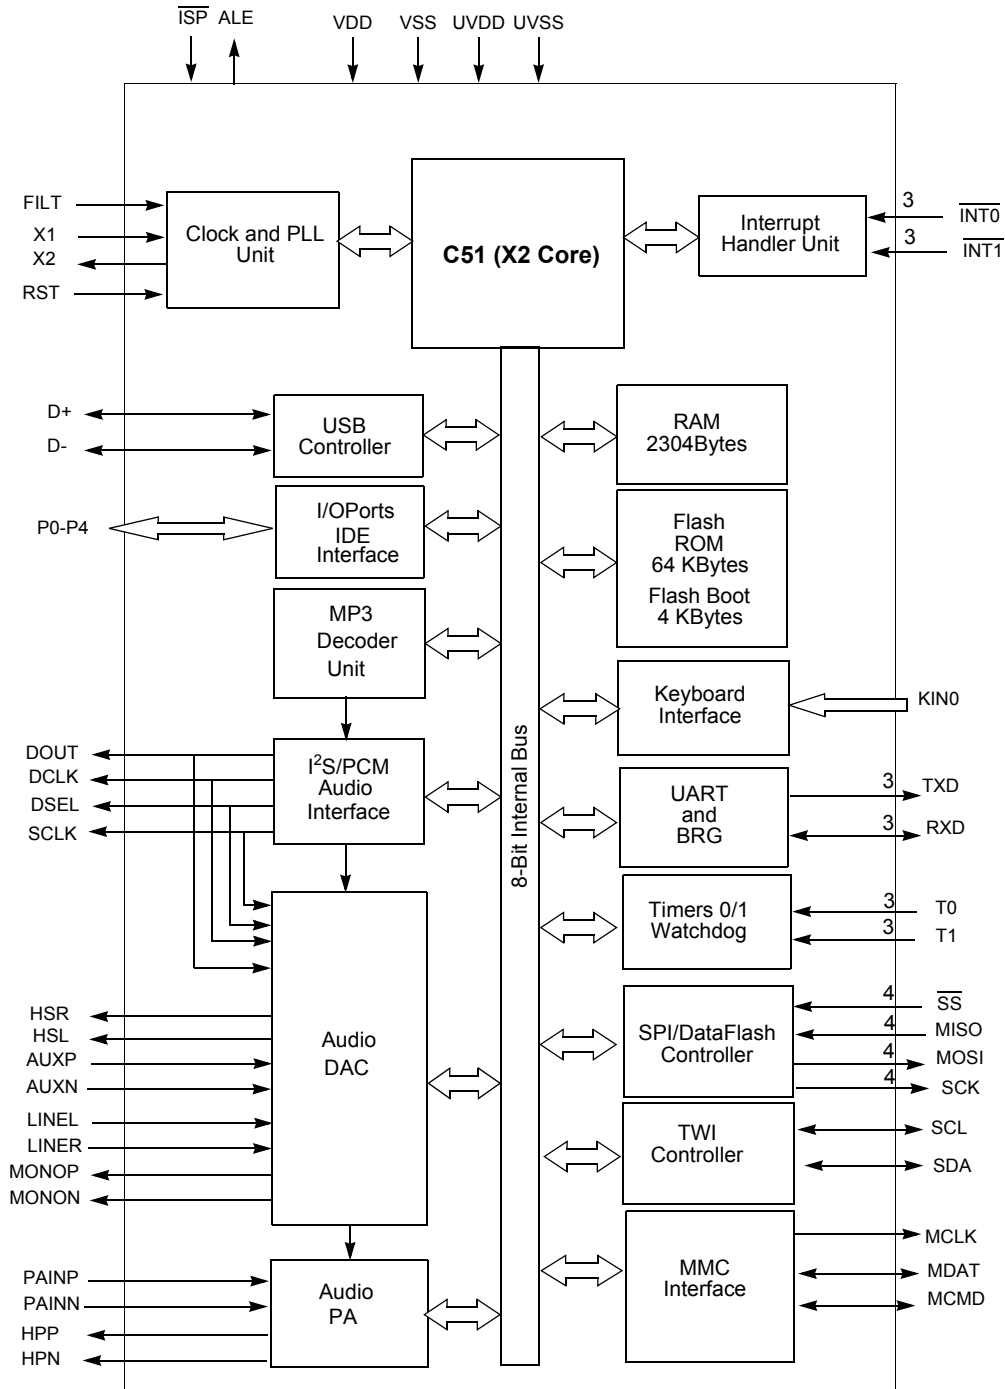 ISP ALE VDD VSS UVDD UVSS
FILT
X1
X2
RST
Clock and PLL
Unit
C51 (X2 Core)
Interrupt
Handler Unit
3
INT0
3
INT1
D+
D-
USB
Controller
RAM
2304Bytes
P0-P4
I/OPorts
IDE
Interface
Flash
ROM
64 KBytes
Flash Boot
4 KBytes
MP3
Decoder
Unit
8-Bit Internal Bus
Keyboard
Interface
KIN0
DOUT
DCLK
DSEL
SCLK
I²S/PCM
Audio
Interface
UART
and
BRG
3
TXD
3
RXD
Timers 0/1
Watchdog
3
T0
3
T1
HSR
HSL
AUXP
AUXN
LINEL
LINER
MONOP
MONON
Audio
DAC
SPI/DataFlash
Controller
4
SS
4
MISO
4
MOSI
4
SCK
TWI
Controller
SCL
SDA
PAINP
PAINN
HPP
HPN
Audio
PA
MMC
Interface
MCLK
MDAT
MCMD